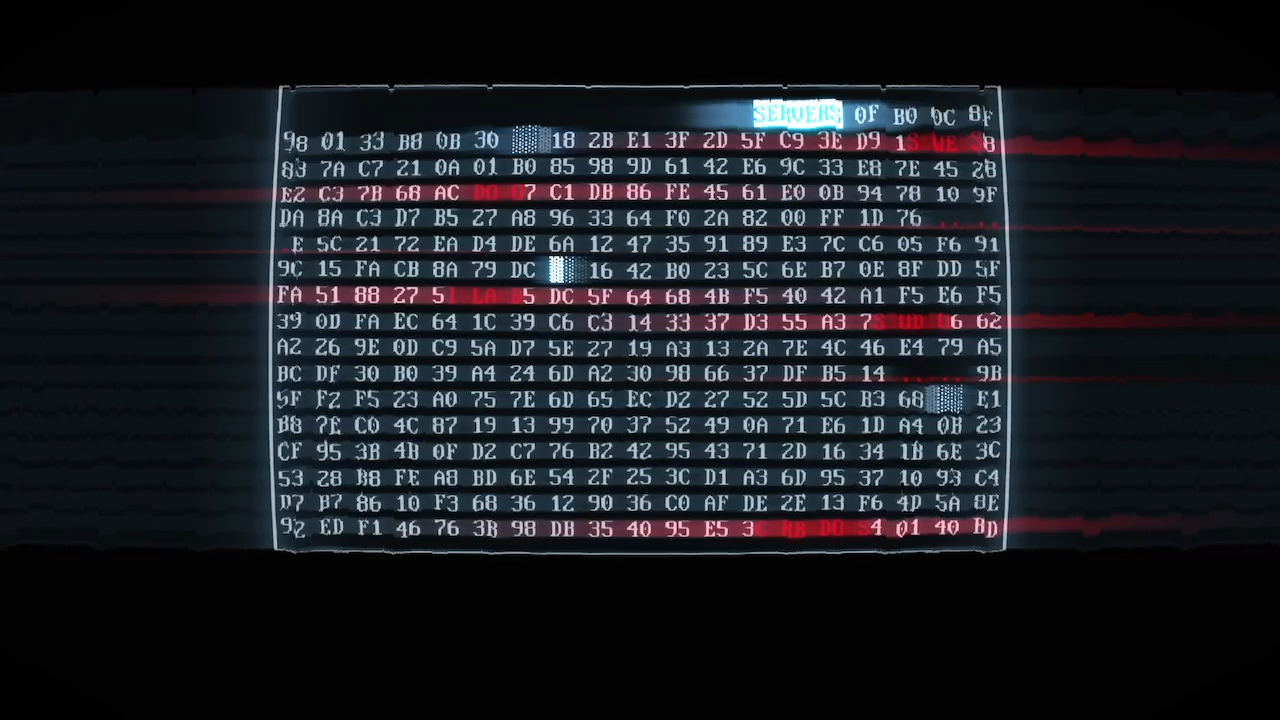 SERVERS 0F B0 0C 8F
98 01 33 B8 0B 30 18 2B E1 3F 2D 5F C9 3E D9
83 7A C7 21 0A 01 B0 85 98 9D 61 42 E6 9C 33 E8 7E 45 28
E2 C3 7B 68 AC C1 DB 86 FE 45 61 E0 0B 94 78 10 9F
DA 8A C3 D7 B5 27 A8 96 33 64 F0 2A 82 00 FF 1D 76
5C 21 72 EA D4 DE 6A 12 47 35 91 89 E3 7C C6 05 F6 91
9C 15 FA CB 8A 79 DC 16 42 B0 23 5C 6E B7 0E 8F DD 5F
FA 51 88 27 DC 5F 64 68 4B F5 40 42 A1 F5 E6 F5
39 0D FA EC 64 1C 39 C6 C3 14 33 37 D3 55 A3 62
A2 26 9E 0D C9 5A D7 5E 27 19 A3 13 2A 7E 4C 46 E4 79 A5
BC DF 30 B0 39 A4 24 6D A2 30 98 66 37 DF B5 14 9B
5F F2 F5 23 A0 75 7E 6D 65 EC D2 27 52 5D 5C B3 68 E1
B8 7E C0 4C 87 19 13 99 70 37 52 49 0A 71 E6 1D A4 0B 23
CF 95 3B 4B 0F D2 C7 76 B2 42 95 43 71 2D 16 34 1B 6E 3C
53 28 B8 FE A8 BD 6E 54 2F 25 3C D1 A3 6D 95 37 10 93 C4
D7 B7 86 10 F3 68 36 12 90 36 C0 AF DE 2E 13 F6 4D 5A 8E
92 ED F1 46 76 3B 98 DB 35 40 95 E5 01 40 BD